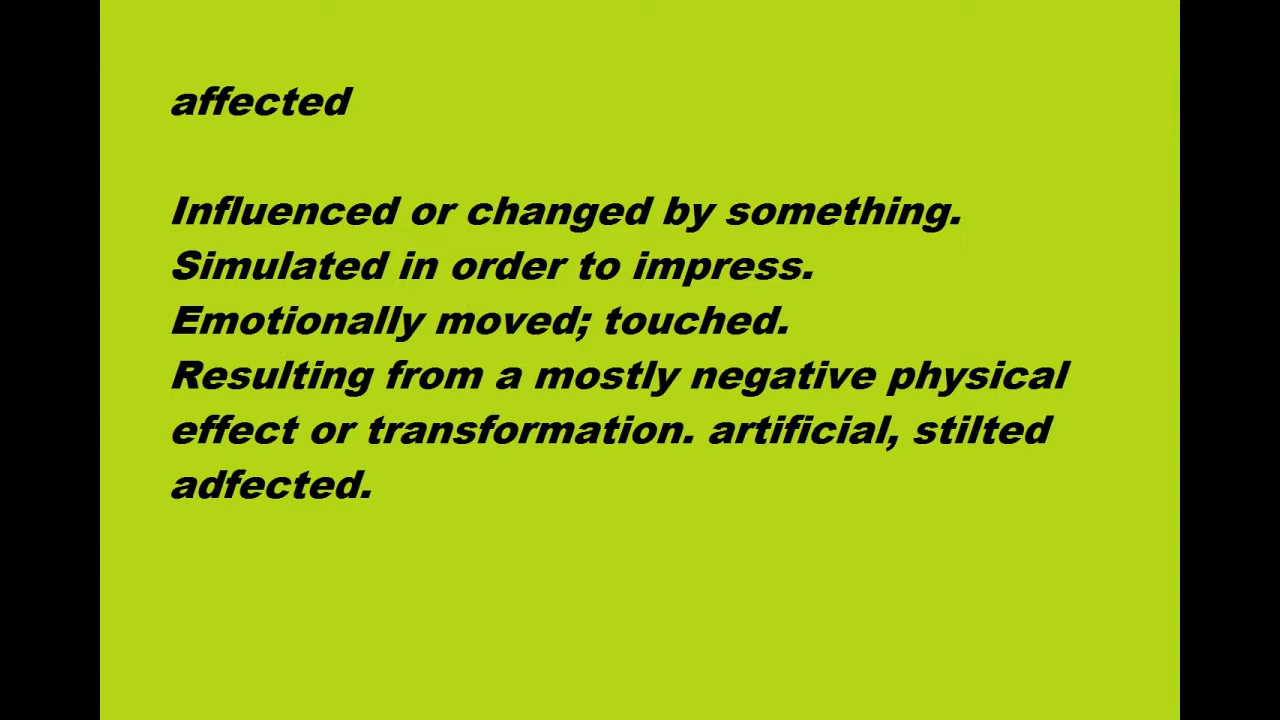 affected
Influenced or changed by something.
Simulated in order to impress.
Emotionally moved; touched.
Resulting from a mostly negative physical
effect or transformation. artificial, stilted
adfected.